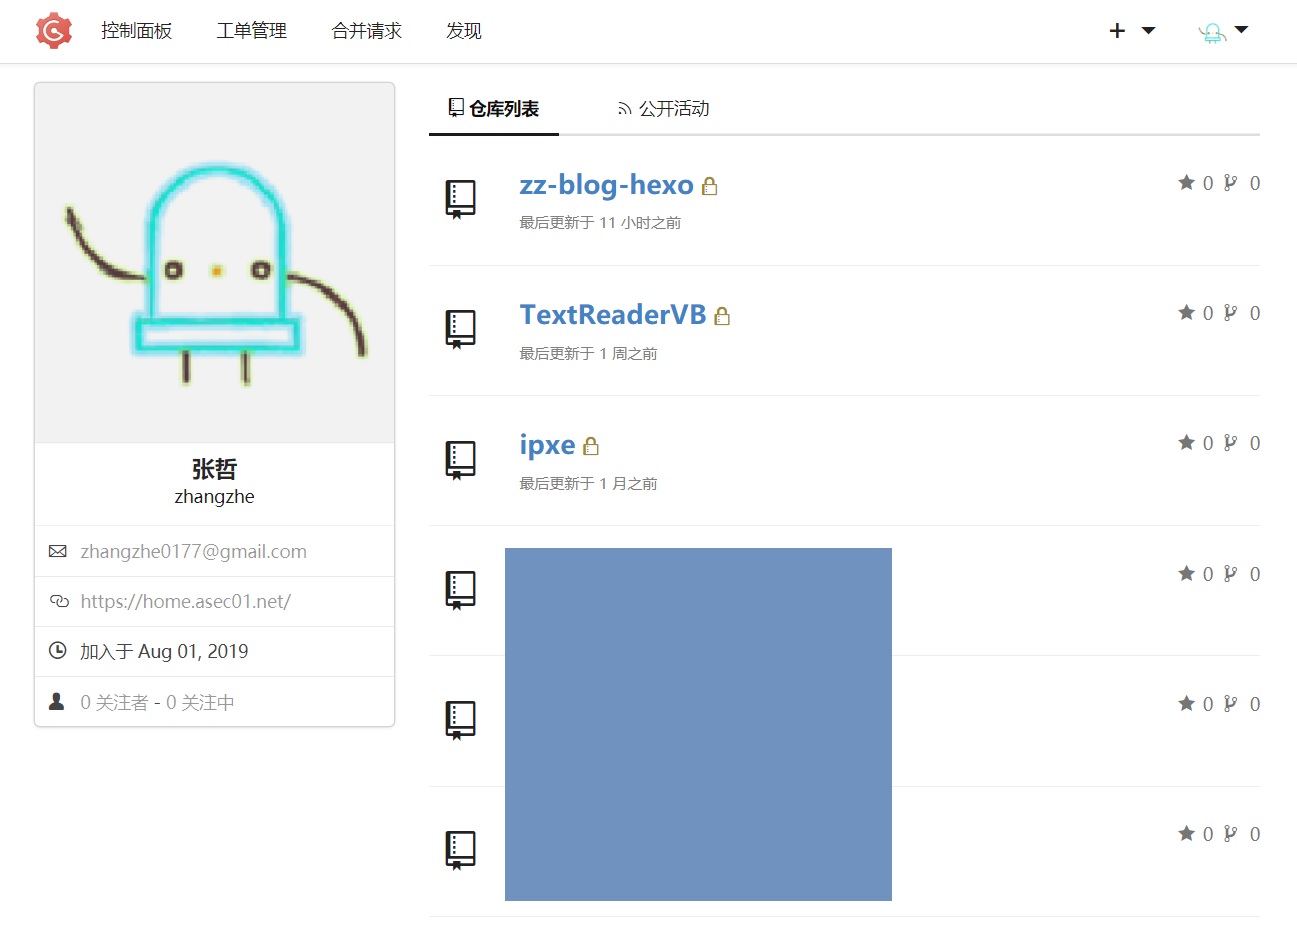 控制面板 工单管理 合并请求 发现
仓库列表 公开活动
zz-blog-hexo
0 0
最后更新于 11 小时之前
TextReaderVB
0 0
最后更新于 1 周之前
ipxe
0 0
最后更新于 1 月之前
0 0
0 0
0 0
张哲
zhangzhe
zhangzhe0177@gmail.com
https://home.asec01.net/
加入于 Aug 01, 2019
0 关注者 - 0 关注中